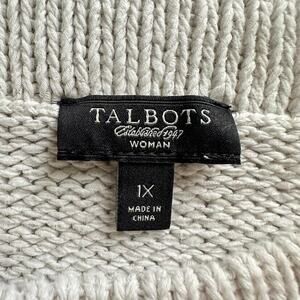 TALBOTS
Established 1947
WOMAN
1X
MADE IN
CHINA